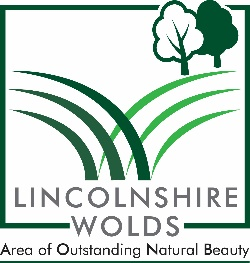 LINCOLNSHIRE
WOLDS
Area of Outstanding Natural Beauty